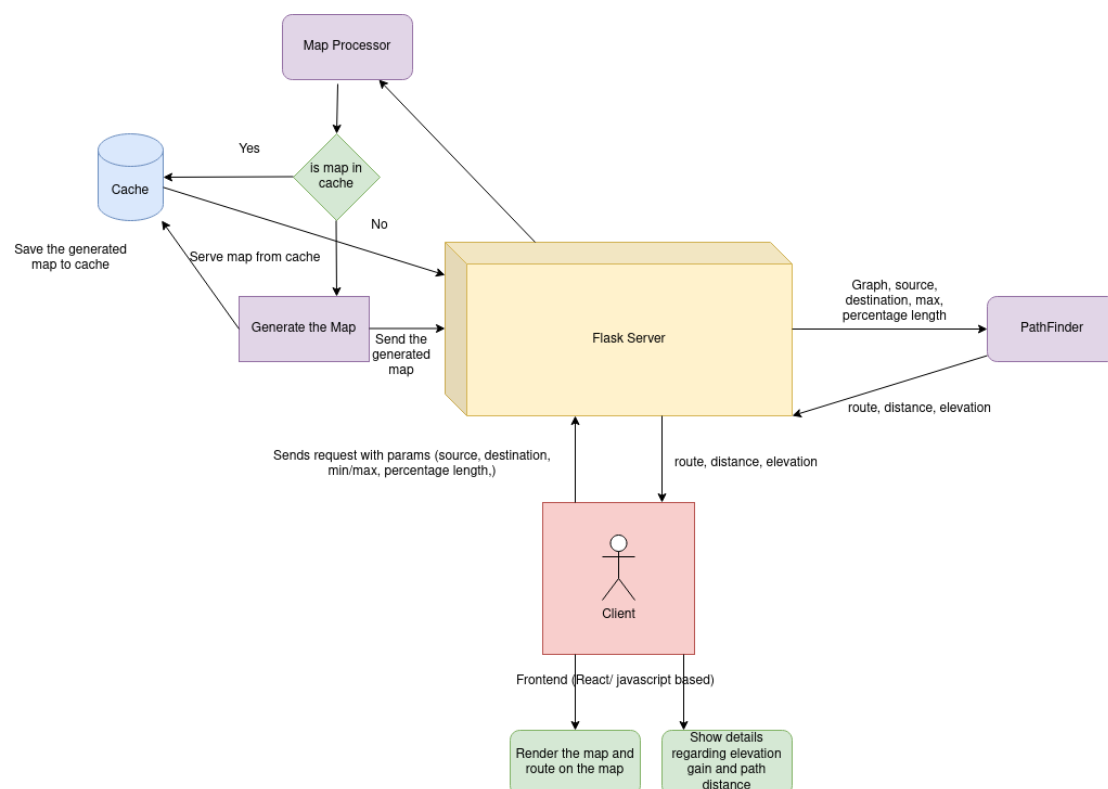 Map Processor
Yes
is map in
cache
Cache
No
Save the generated
map to cache
Serve map from cache
Generate the Map
Send the
generated
map
Flask Server
Graph, source,
destination, max,
percentage length
PathFinder
route, distance, elevation
Sends request with params (source, destination,
min/max, percentage length,)
route, distance, elevation
Client
Frontend (React/ javascript based)
Render the map and
route on the map
Show details
regarding elevation
gain and path
distance